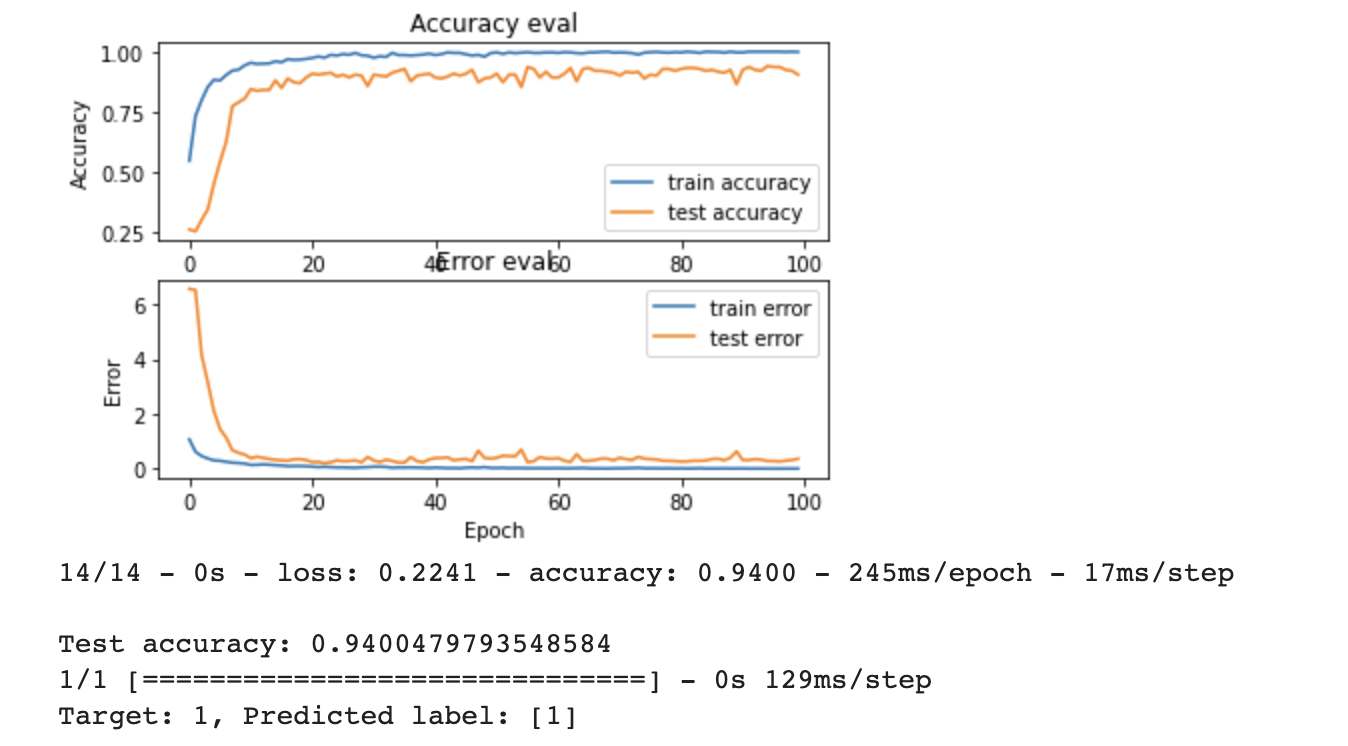 Accuracy eval
Accuracy
1.00
0.75
0.50
0.25
train accuracy
test accuracy
0 20 40 60 80 100
Error eval
Error
6
4
2
0
train error
test error
0 20 40 60 80 100
Epoch
14/14 - 0s - loss: 0.2241 - accuracy: 0.9400 - 245ms/epoch - 17ms/step
Test accuracy: 0.9400479793548584
1/1 [==============================] - 0s 129ms/step
Target: 1, Predicted label: [1]